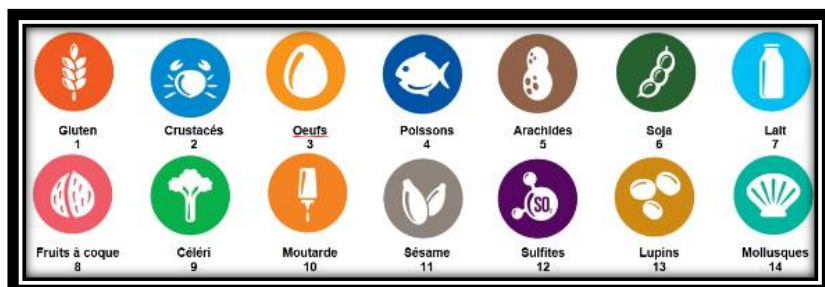 Gluten Crustacés Oeufs Poissons Arachides Soja Lait
1 2 3 4 5 6 7
Fruits à coque Céléri Moutarde Sésame Sulfites Lupins Mollusques
8 9 10 11 12 13 14
SO₂